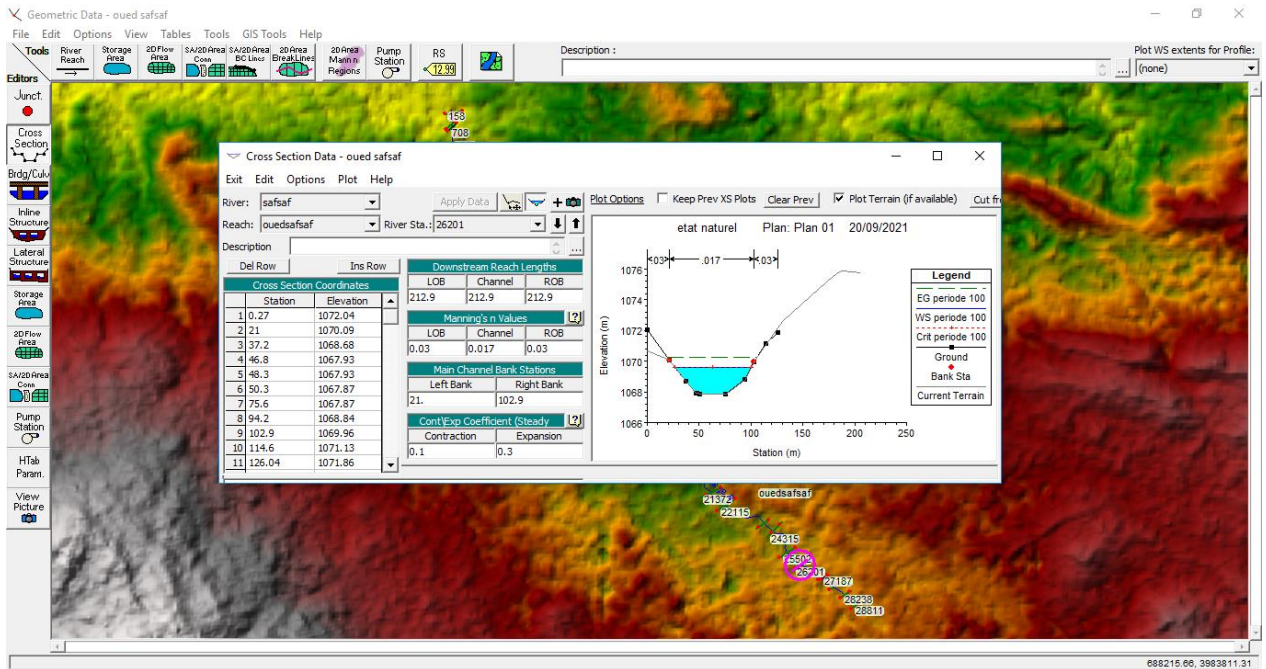 Geometric Data - oued safsaf
File Edit Options View Tables Tools GIS Tools Help
Tools River Reach Storage Area 2D Flow Area SA/2D Area Conn SA/2D Area BC Lines 2D Area BreakLines 2D Area Mann n Regions Pump Station RS 12.99 Description : Plot WS extents for Profile:
... (none)
Editors
Junct.
Cross Section
Brdg/Culv
Inline Structure
Lateral Structure
Storage Area
2D Flow Area
SA/2D Area Conn
Pump Station
HTab Param.
View Picture
158
708
Cross Section Data - oued safsaf
Exit Edit Options Plot Help
River: safsaf Apply Data
Reach: ouedsafsaf River Sta.: 26201
Description ...
Del Row Ins Row
Cross Section Coordinates
Station Elevation
1 0.27 1072.04
2 21 1070.09
3 37.2 1068.68
4 46.8 1067.93
5 48.3 1067.93
6 50.3 1067.87
7 75.6 1067.87
8 94.2 1068.84
9 102.9 1069.96
10 114.6 1071.13
11 126.04 1071.86
Downstream Reach Lengths
LOB Channel ROB
212.9 212.9 212.9
Manning's n Values ?
LOB Channel ROB
0.03 0.017 0.03
Main Channel Bank Stations
Left Bank Right Bank
21. 102.9
Cont\Exp Coefficient (Steady ?
Contraction Expansion
0.1 0.3
Plot Options Keep Prev XS Plots Clear Prev Plot Terrain (if available) Cut fr
etat naturel Plan: Plan 01 20/09/2021
.03 .017 .03
1076
1074
1072
1070
1068
1066
Elevation (m)
0 50 100 150 200 250
Station (m)
Legend
EG periode 100
WS periode 100
Crit periode 100
Ground
Bank Sta
Current Terrain
21372
ouedsafsaf
22115
24315
25502
26201
27187
28238
28811
688215.66, 3983811.31